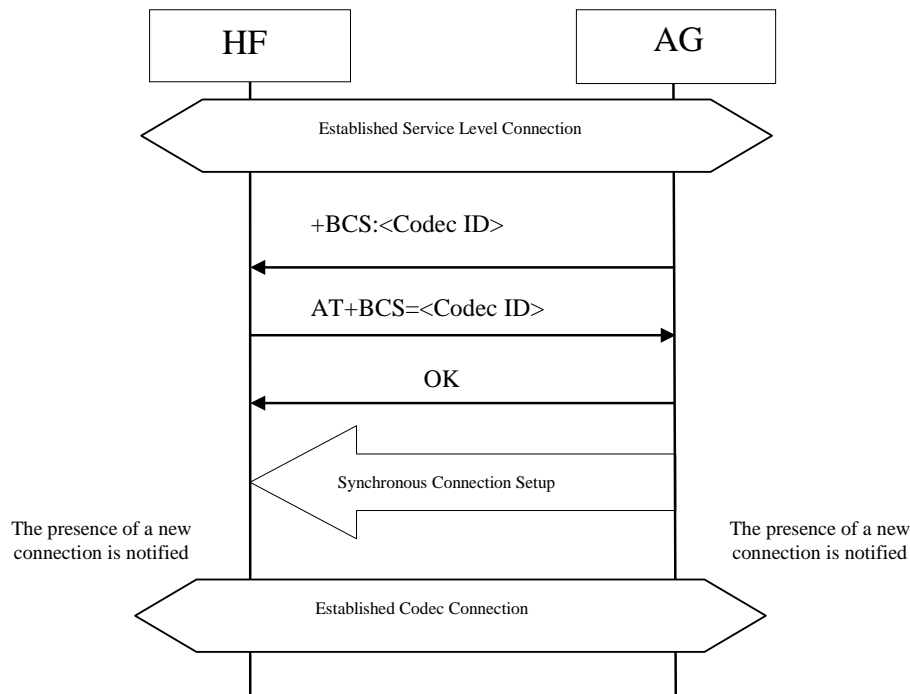 HF
AG
Established Service Level Connection
+BCS:<Codec ID>
AT+BCS=<Codec ID>
OK
Synchronous Connection Setup
The presence of a new
connection is notified
The presence of a new
connection is notified
Established Codec Connection